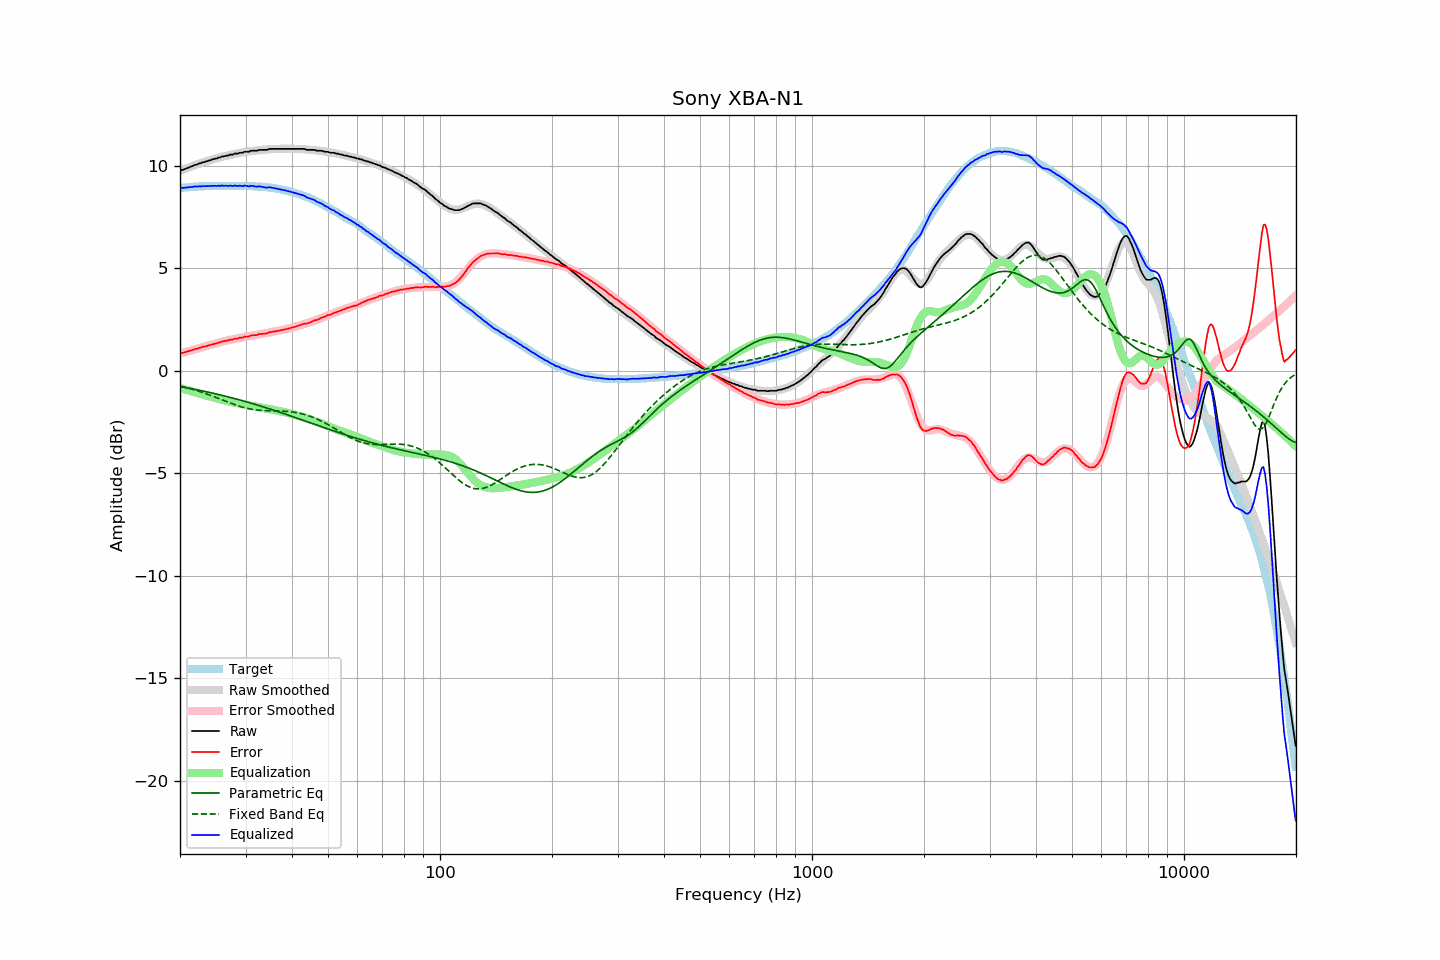 Sony XBA-N1
10
5
0
−5
−10
−15
−20
Amplitude (dBr)
Target
Raw Smoothed
Error Smoothed
Raw
Error
Equalization
Parametric Eq
Fixed Band Eq
Equalized
100
1000
10000
Frequency (Hz)